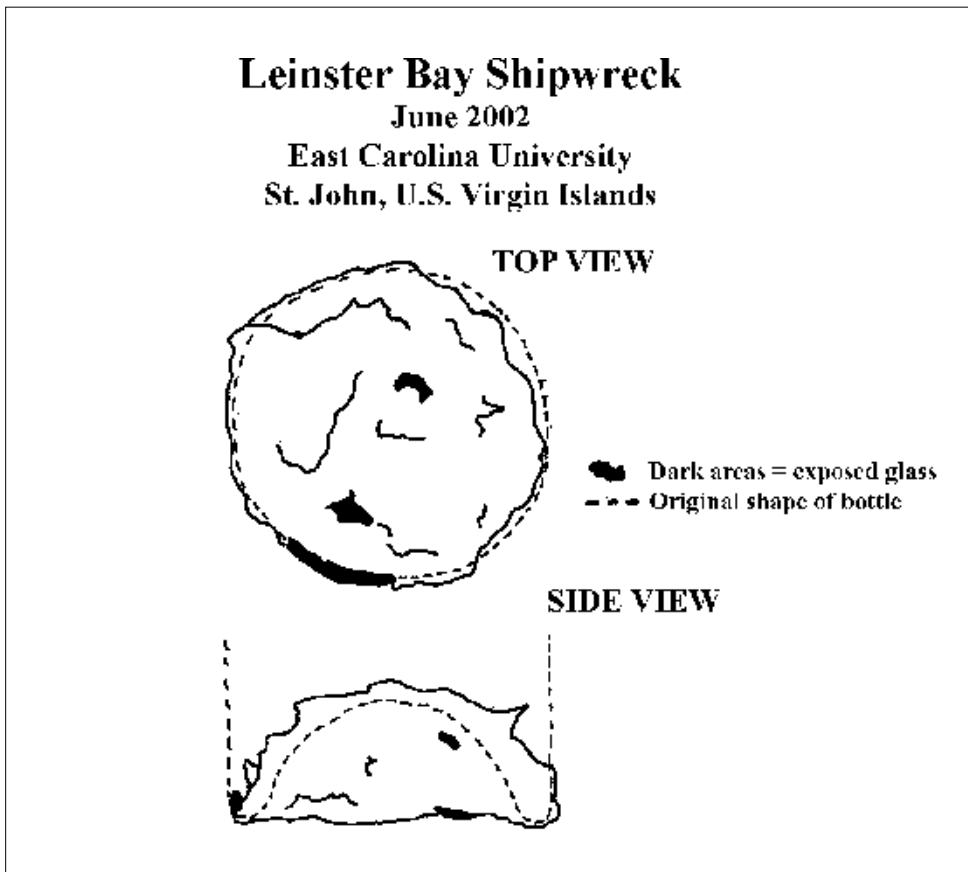 Leinster Bay Shipwreck
June 2002
East Carolina University
St. John, U.S. Virgin Islands
TOP VIEW
Dark areas = exposed glass
Original shape of bottle
SIDE VIEW